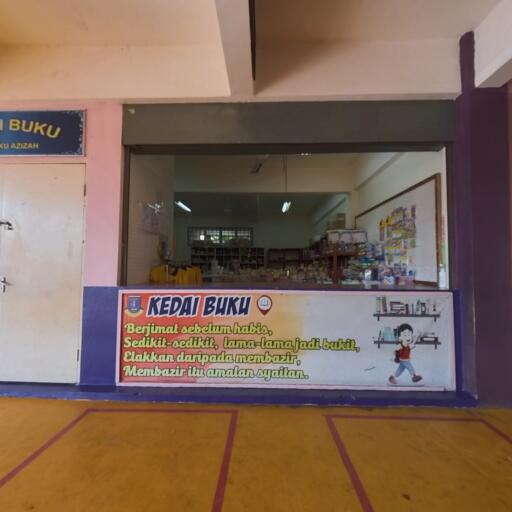 I BUKU
KU AZIZAH
KEDAI BUKU
Berjimat sebelum habis,
Sedikit-sedikit, lama-lama jadi bukit,
Elakkan daripada membazir,
Membazir itu amalan syaitan.